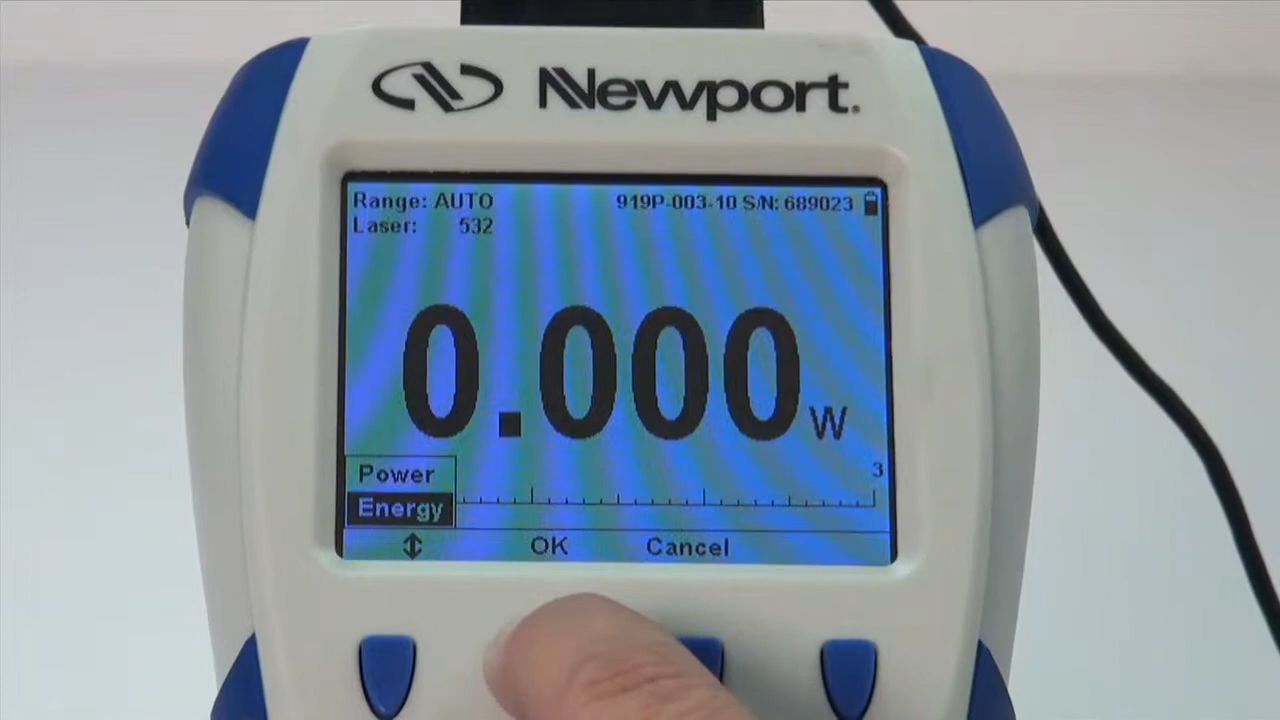 Newport®
Range: AUTO 919P-003-10 S/N: 689023
Laser: 532
0.000 W
Power
3
Energy
OK Cancel